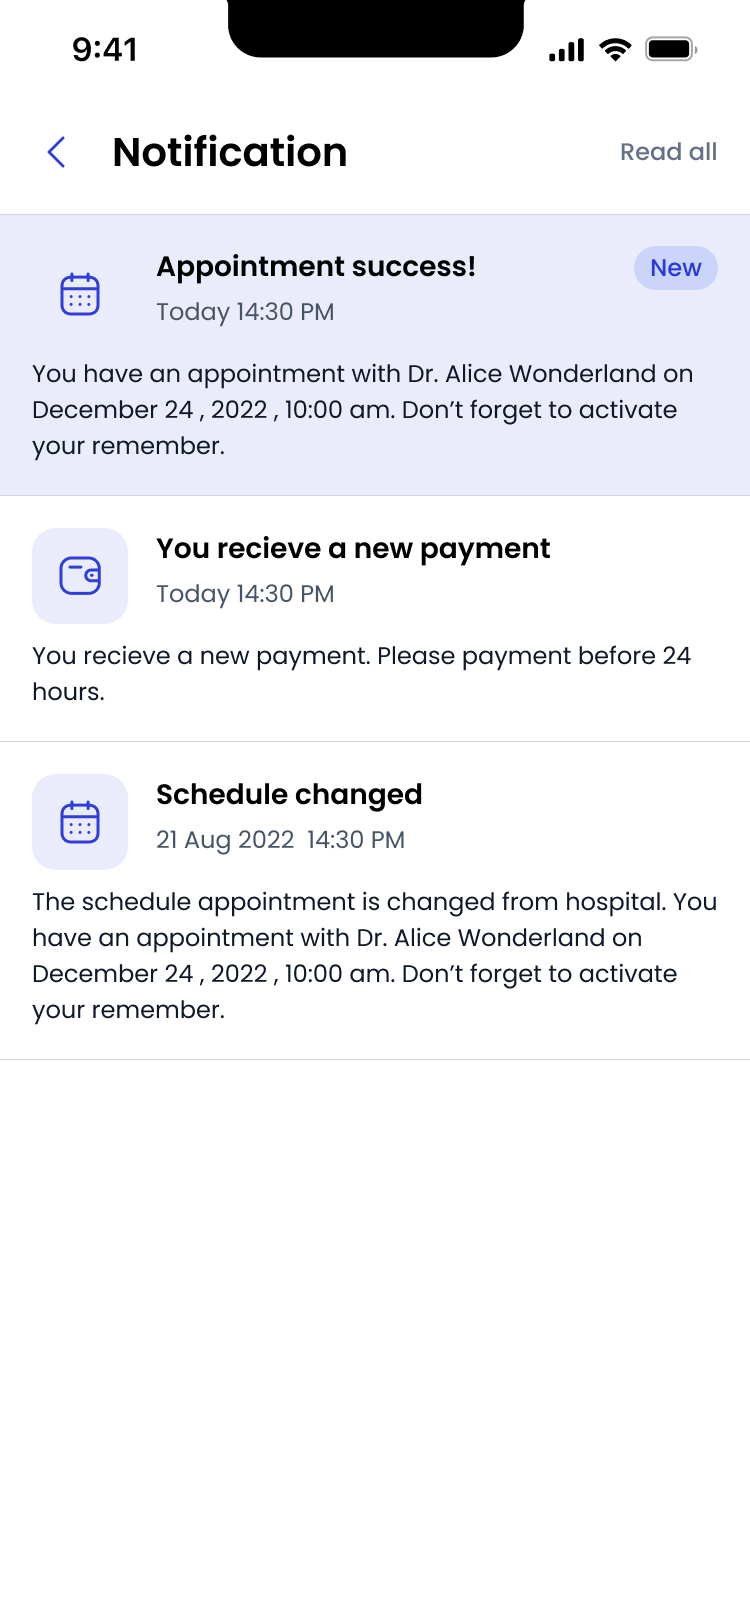 9:41
Notification
Read all
Appointment success!
New
Today 14:30 PM
You have an appointment with Dr. Alice Wonderland on
December 24 , 2022 , 10:00 am. Don’t forget to activate
your remember.
You recieve a new payment
Today 14:30 PM
You recieve a new payment. Please payment before 24
hours.
Schedule changed
21 Aug 2022  14:30 PM
The schedule appointment is changed from hospital. You
have an appointment with Dr. Alice Wonderland on
December 24 , 2022 , 10:00 am. Don’t forget to activate
your remember.